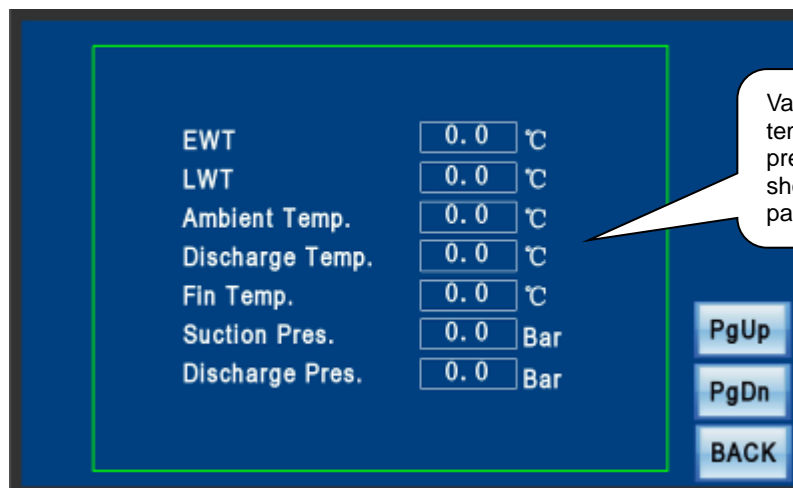 EWT 0.0 ℃
LWT 0.0 ℃
Ambient Temp. 0.0 ℃
Discharge Temp. 0.0 ℃
Fin Temp. 0.0 ℃
Suction Pres. 0.0 Bar
Discharge Pres. 0.0 Bar
PgUp
PgDn
BACK